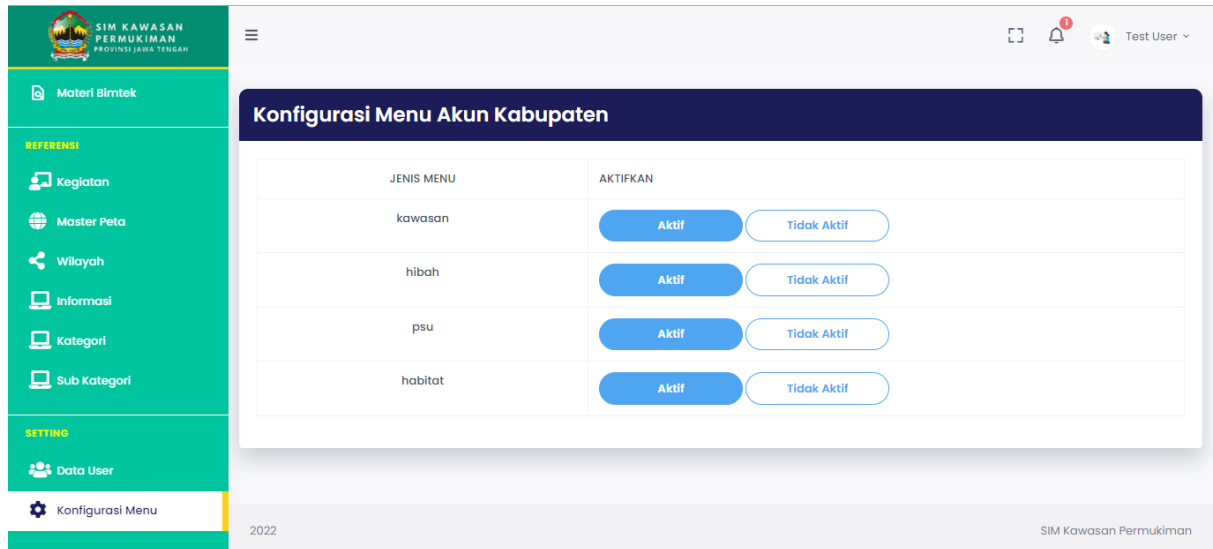 SIM KAWASAN
PERMUKIMAN
PROVINSI JAWA TENGAH
1
Test User
Materi Bimtek
REFERENSI
Kegiatan
Master Peta
Wilayah
Informasi
Kategori
Sub Kategori
SETTING
Data User
Konfigurasi Menu
Konfigurasi Menu Akun Kabupaten
JENIS MENU AKTIFKAN
kawasan Aktif Tidak Aktif
hibah Aktif Tidak Aktif
psu Aktif Tidak Aktif
habitat Aktif Tidak Aktif
2022 SIM Kawasan Permukiman